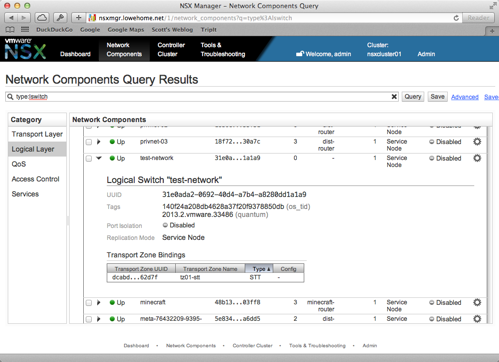 NSX Manager – Network Components Query
nsxmgr.lowehome.net/1/network_components?q=type%3Alswitch
Reader
DuckDuckGo Google Google Maps Scott's Weblog TripIt
vmware
NSX
Dashboard
Network Components
Controller Cluster
Tools & Troubleshooting
Welcome, admin
Cluster: nsxcluster01
Admin
Network Components Query Results
type:lswitch
Query Save Advanced
Category
Transport Layer
Logical Layer
QoS
Access Control
Services
Network Components
Up privnet-03 18f72...30a7c 3 dist-router 1 Service Node Disabled
Up test-network 31e0a...1a1a9 0 - 1 Service Node Disabled
Logical Switch "test-network"
UUID 31e0ada2-0692-40d4-a7b4-a8280dd1a1a9
Tags 140f24a208db4628a37f20f9378850db (os_tid)
2013.2.vmware.33486 (quantum)
Port Isolation Disabled
Replication Mode Service Node
Transport Zone Bindings
Transport Zone UUID Transport Zone Name Type Config
dcabd...62d7f tz01-stt STT -
Up minecraft 48b13...03ff8 3 minecraft-router 1 Service Node Disabled
Up meta-76432209-9395- 5e834...a6dd5 2 dist- 1 Service Disabled
Dashboard • Network Components • Controller Cluster • Tools & Troubleshooting • Admin